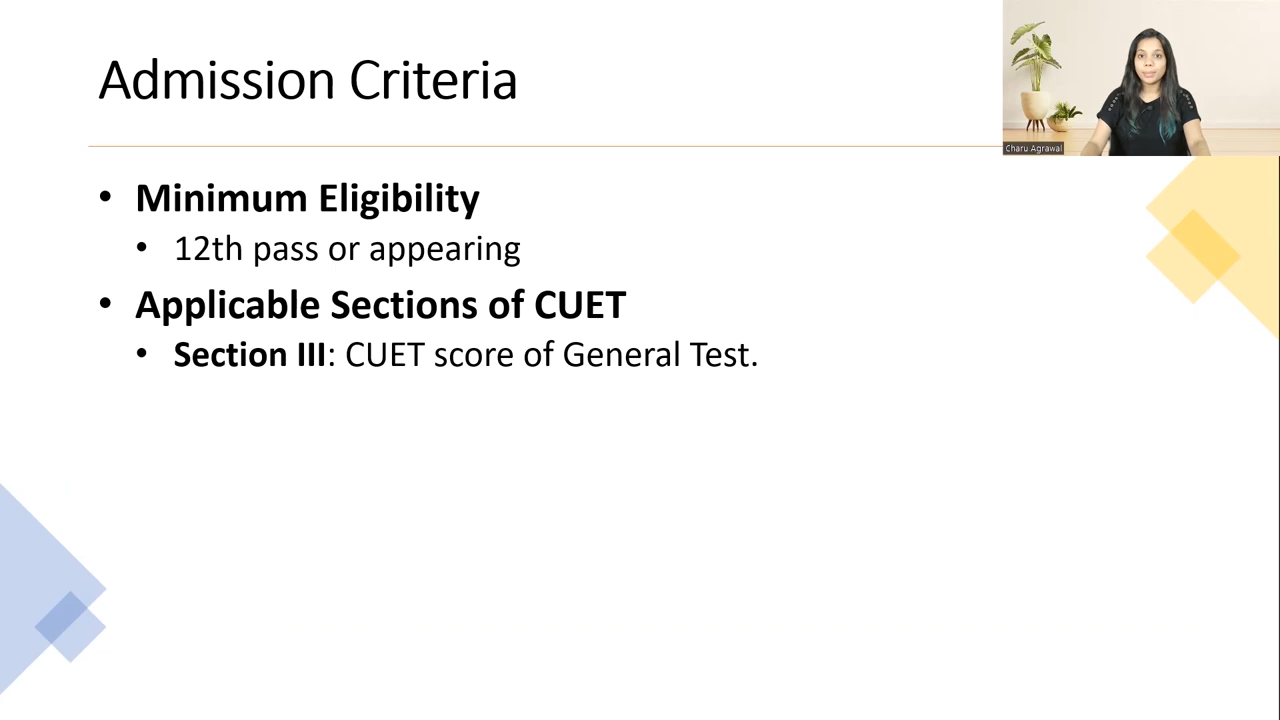 Admission Criteria
Charu Agrawal
• Minimum Eligibility
• 12th pass or appearing
• Applicable Sections of CUET
• Section III: CUET score of General Test.